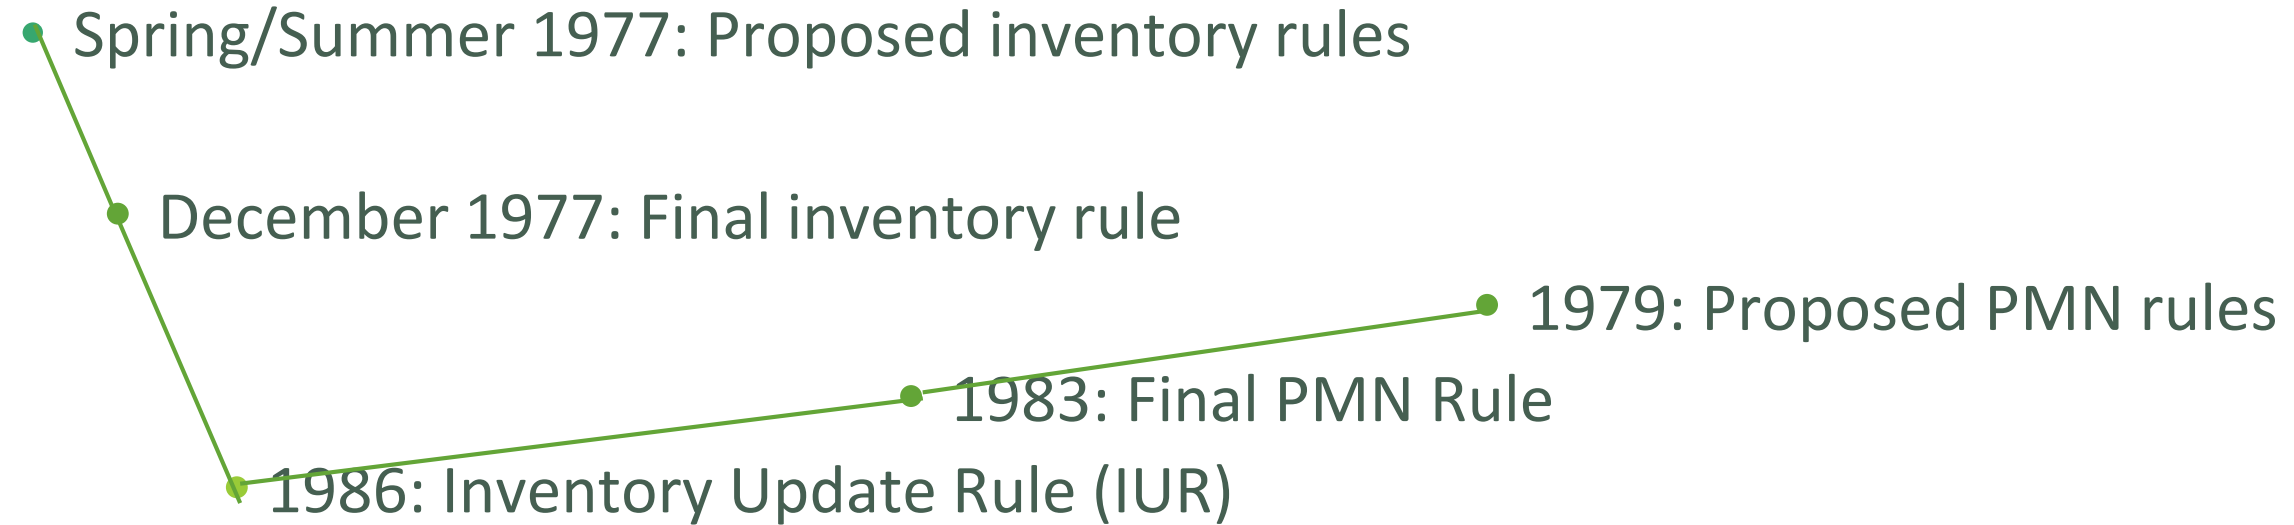 Spring/Summer 1977: Proposed inventory rules
December 1977: Final inventory rule
1979: Proposed PMN rules
1983: Final PMN Rule
1986: Inventory Update Rule (IUR)